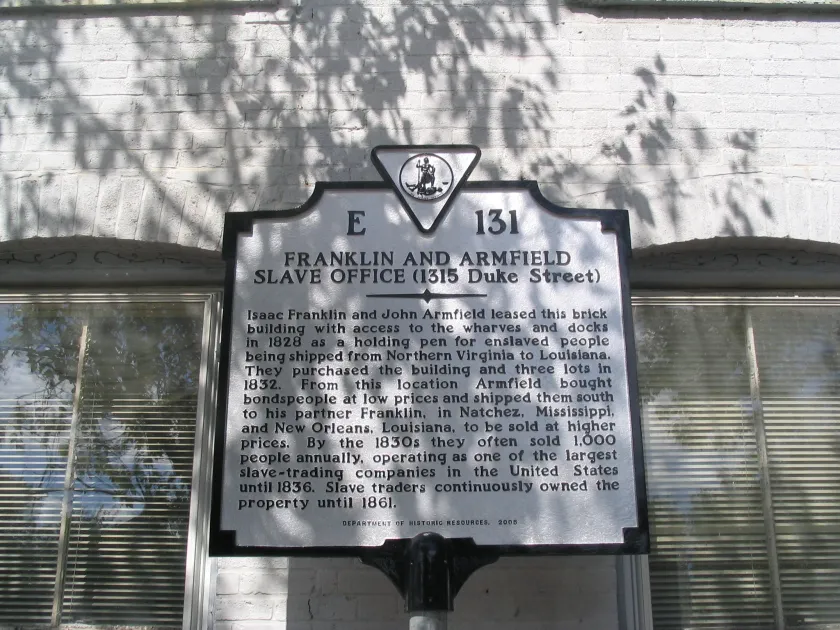 E 131
FRANKLIN AND ARMFIELD
SLAVE OFFICE (1315 Duke Street)
Isaac Franklin and John Armfield leased this brick
building with access to the wharves and docks
in 1828 as a holding pen for enslaved people
being shipped from Northern Virginia to Louisiana.
They purchased the building and three lots in
1832. From this location Armfield bought
bondspeople at low prices and shipped them south
to his partner Franklin, in Natchez, Mississippi,
and New Orleans, Louisiana, to be sold at higher
prices. By the 1830s they often sold 1,000
people annually, operating as one of the largest
slave-trading companies in the United States
until 1836. Slave traders continuously owned the
property until 1861.
DEPARTMENT OF HISTORIC RESOURCES, 2005